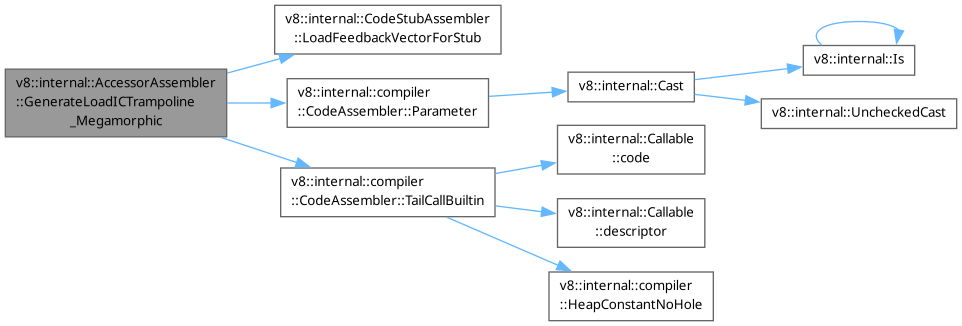 v8::internal::AccessorAssembler
::GenerateLoadICTrampoline
_Megamorphic
v8::internal::CodeStubAssembler
::LoadFeedbackVectorForStub
v8::internal::compiler
::CodeAssembler::Parameter
v8::internal::Cast
v8::internal::Is
v8::internal::UncheckedCast
v8::internal::compiler
::CodeAssembler::TailCallBuiltin
v8::internal::Callable
::code
v8::internal::Callable
::descriptor
v8::internal::compiler
::HeapConstantNoHole